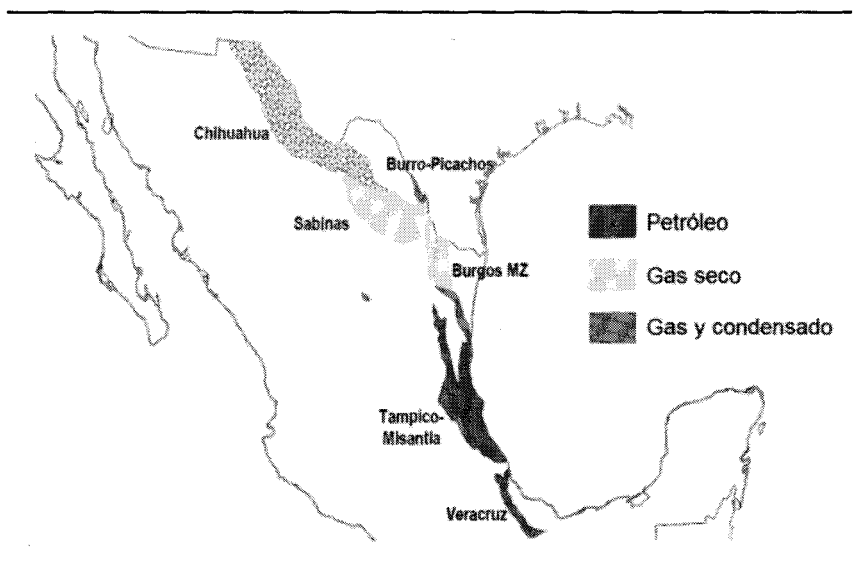 Chihuahua
Burro-Picachos
Sabinas
Burgos MZ
Petróleo
Gas seco
Gas y condensado
Tampico-
Misantla
Veracruz